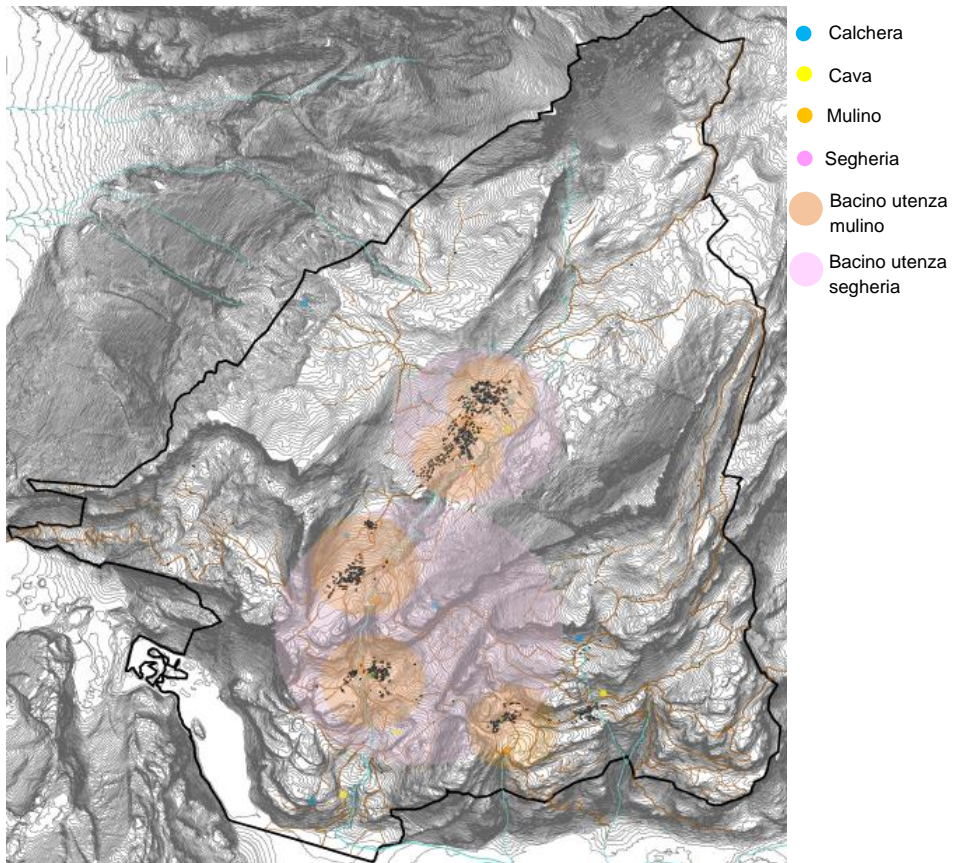 Calchera
Cava
Mulino
Segheria
Bacino utenza
mulino
Bacino utenza
segheria